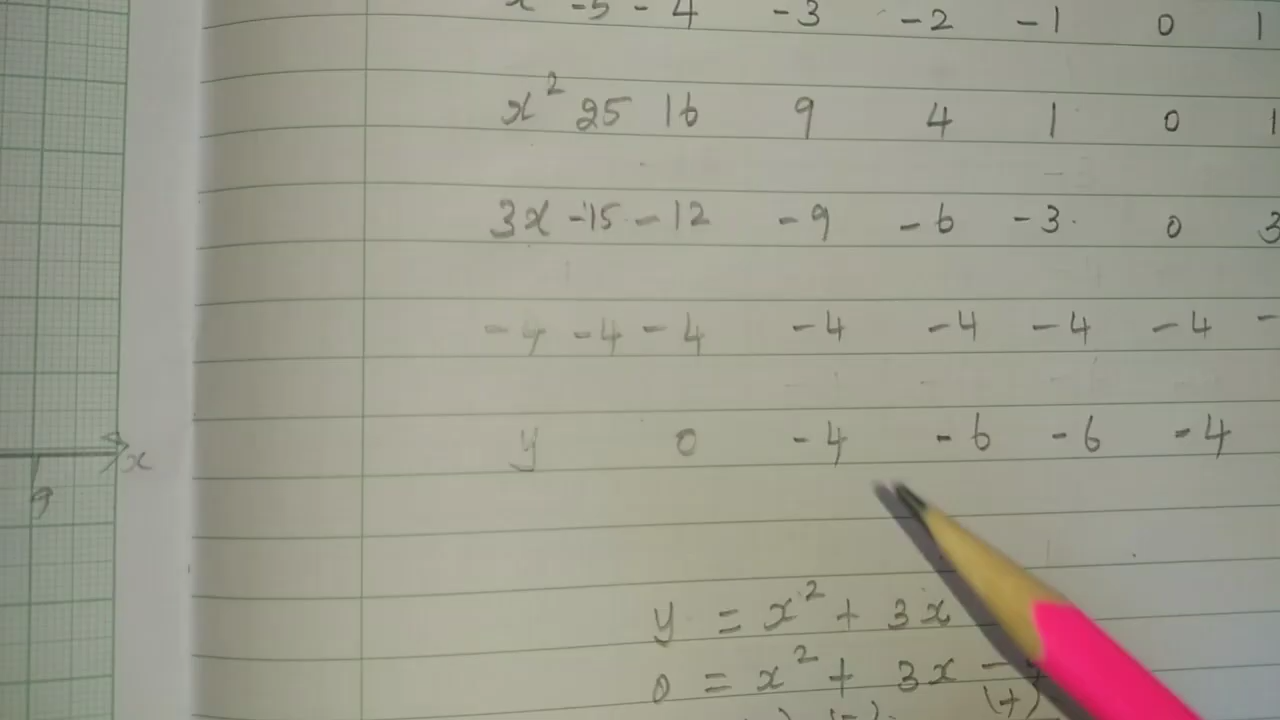 x -5 -4 -3 -2 -1 0 1
x² 25 16 9 4 1 0 1
3x -15 -12 -9 -6 -3 0 3
-4 -4 -4 -4 -4 -4 -4 -
y 0 -4 -6 -6 -4
x
9
y = x² + 3x
0 = x² + 3x -
(+)